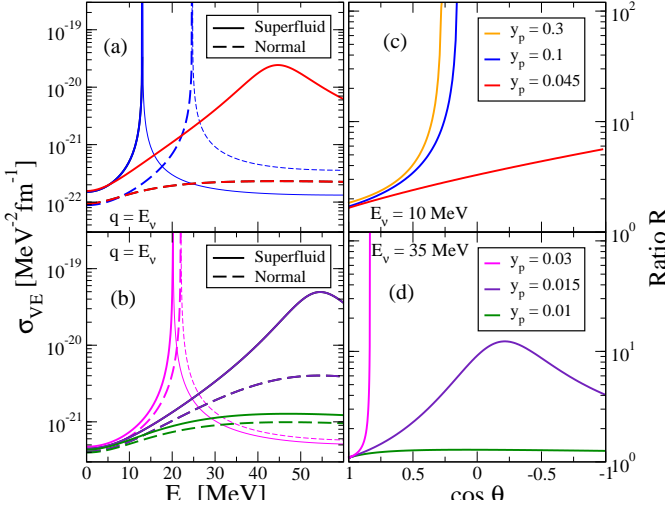 (a)
Superfluid
Normal
q = E_ν
10^-19
10^-20
10^-21
10^-22
σ_VE [MeV^-2 fm^-1]
(c)
y_p = 0.3
y_p = 0.1
y_p = 0.045
E_ν = 10 MeV
10^2
10^1
10^0
Ratio R
q = E_ν
Superfluid
Normal
(b)
10^-19
10^-20
10^-21
0 10 20 30 40 50
E [MeV]
E_ν = 35 MeV
y_p = 0.03
y_p = 0.015
y_p = 0.01
(d)
10^1
10^0
1 0.5 0 -0.5 -1
cos θ